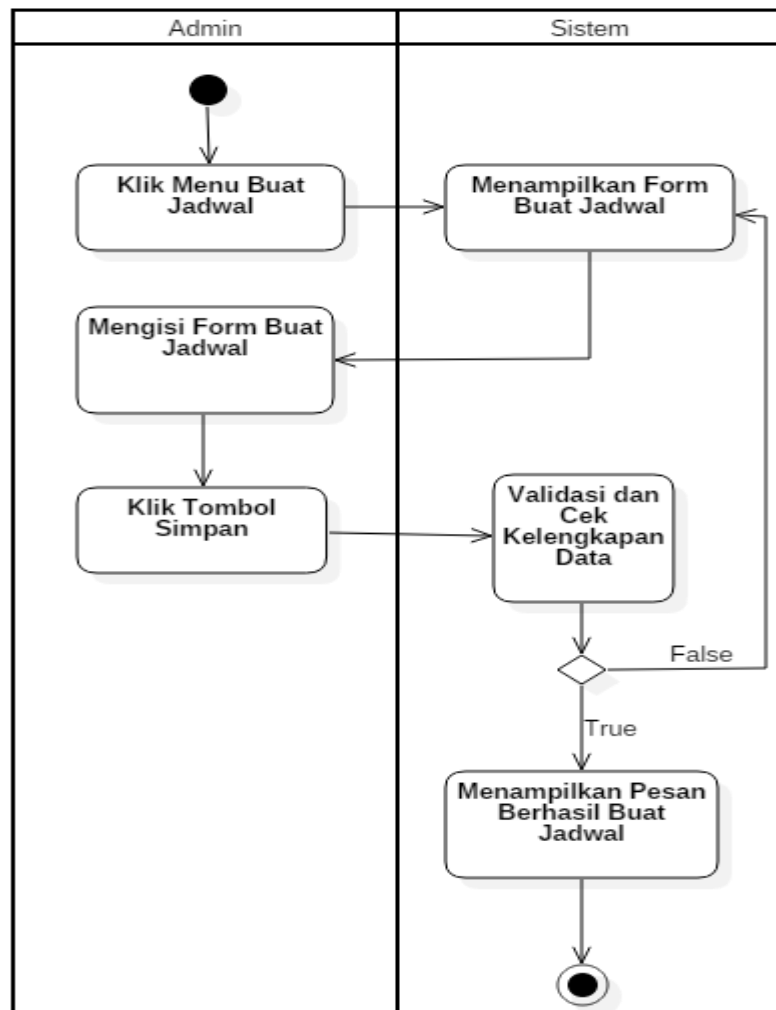 Admin
Sistem
Klik Menu Buat
Jadwal
Menampilkan Form
Buat Jadwal
Mengisi Form Buat
Jadwal
Klik Tombol
Simpan
Validasi dan
Cek
Kelengkapan
Data
False
True
Menampilkan Pesan
Berhasil Buat
Jadwal